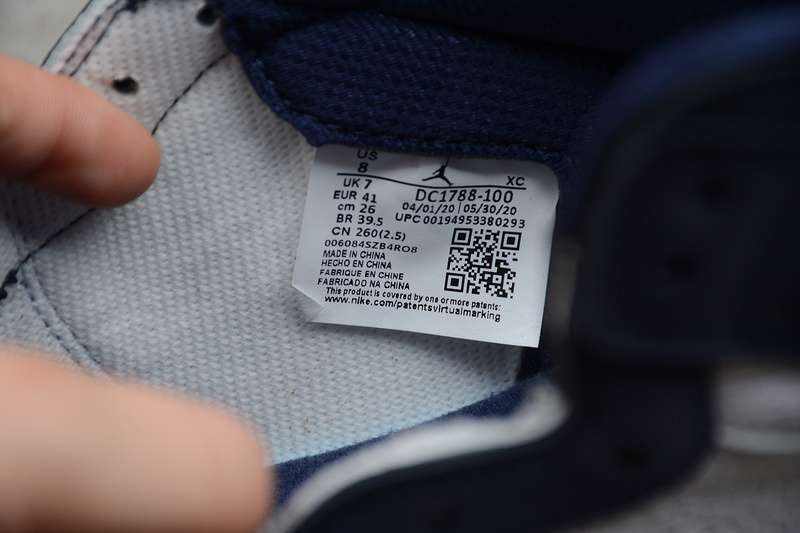 US
8
XC
UK 7
DC1788-100
EUR 41
04/01/20 05/30/20
cm 26
UPC 00194953380293
BR 39.5
CN 260(2.5)
006084SZB4RO8
MADE IN CHINA
HECHO EN CHINA
FABRIQUE EN CHINE
FABRICADO NA CHINA
This product is covered by one or more patents:
www.nike.com/patentsvirtualmarking